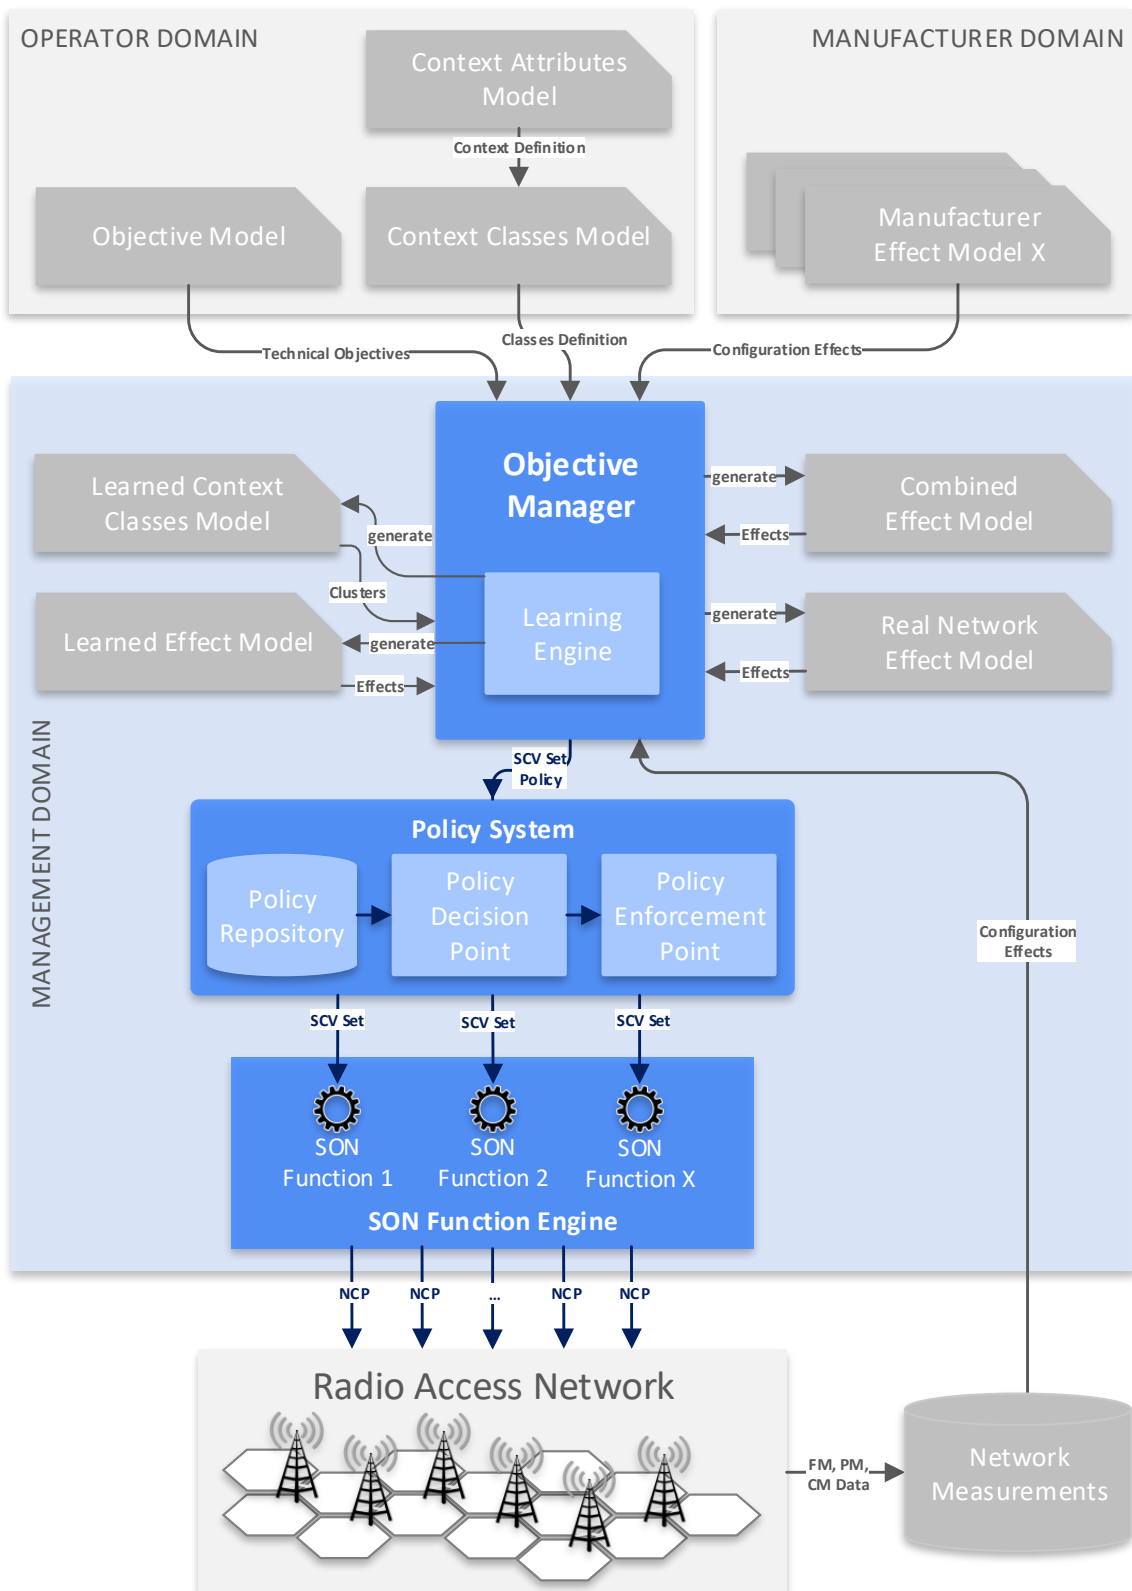 OPERATOR DOMAIN
MANUFACTURER DOMAIN
Context Attributes
Model
Context Definition
Objective Model
Context Classes Model
Manufacturer
Effect Model X
Technical Objectives
Classes Definition
Configuration Effects
MANAGEMENT DOMAIN
Objective
Manager
Learned Context
Classes Model
generate
Clusters
Learned Effect Model
generate
Effects
Learning
Engine
generate
Combined
Effect Model
Effects
generate
Real Network
Effect Model
Effects
SCV Set
Policy
Policy System
Policy
Repository
Policy
Decision
Point
Policy
Enforcement
Point
Configuration
Effects
SCV Set
SCV Set
SCV Set
SON
Function 1
SON
Function 2
SON
Function X
SON Function Engine
NCP
NCP
...
NCP
NCP
Radio Access Network
FM, PM,
CM Data
Network
Measurements